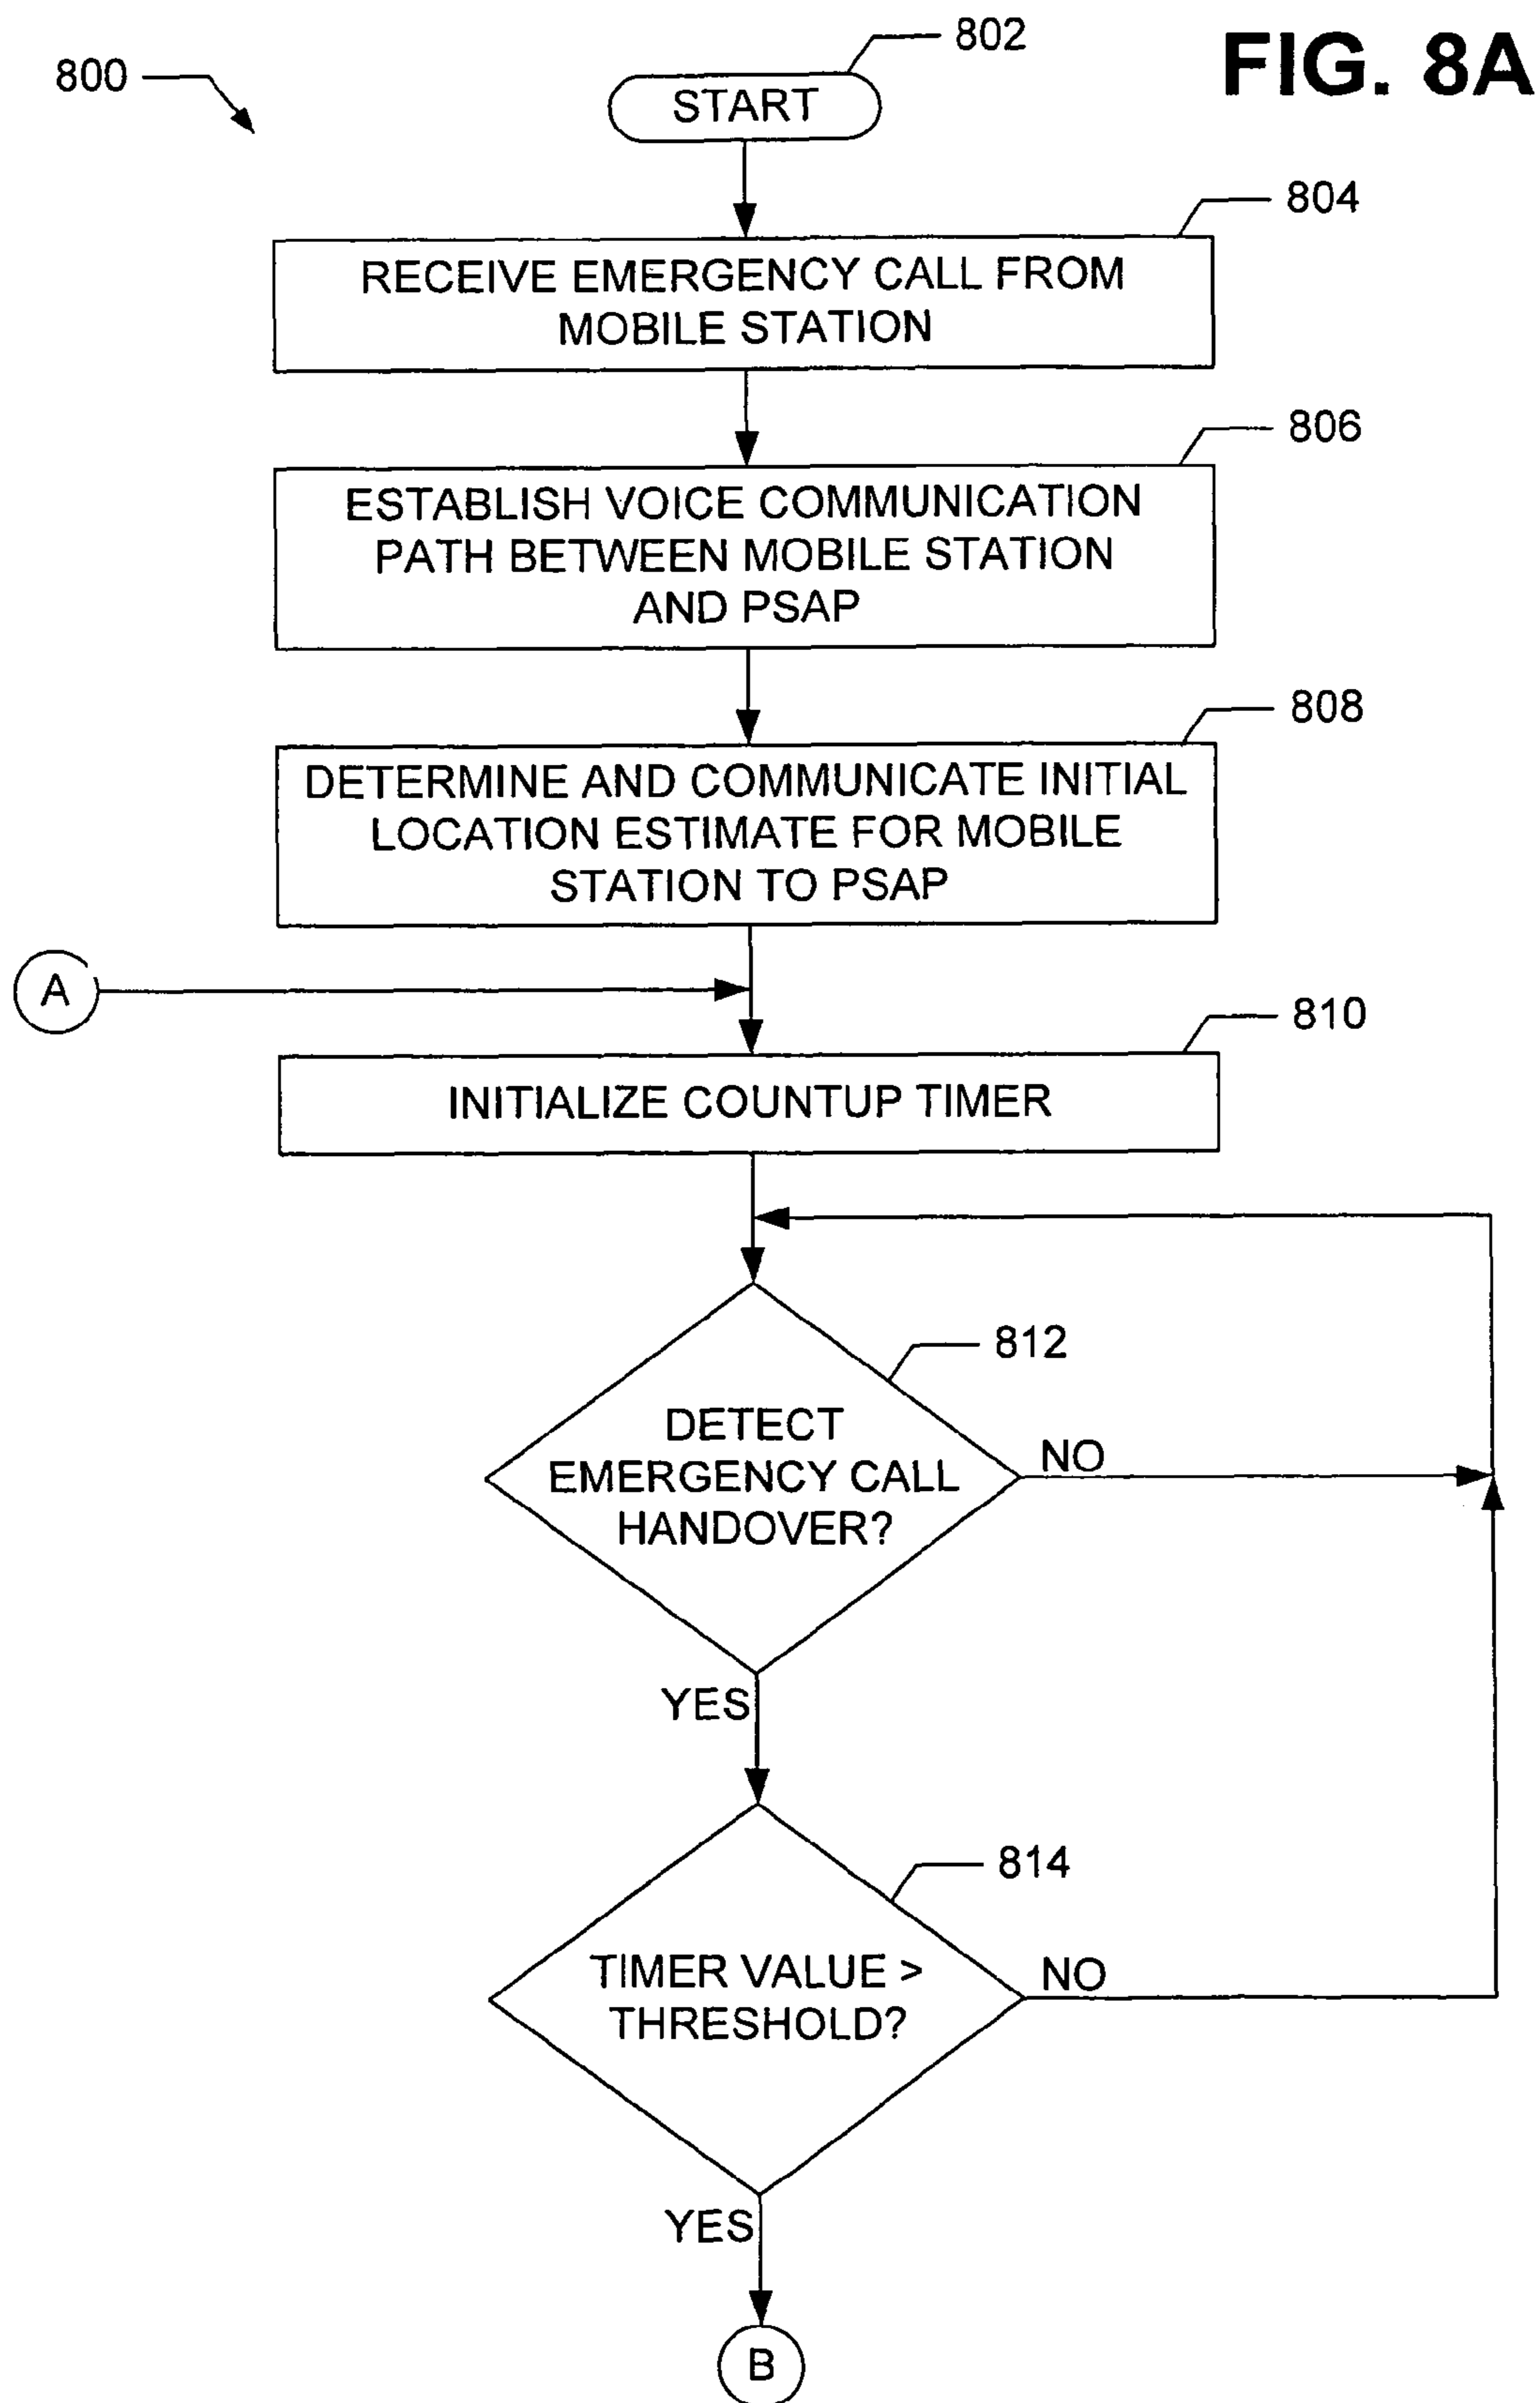 FIG. 8A
800
802
START
804
RECEIVE EMERGENCY CALL FROM
MOBILE STATION
806
ESTABLISH VOICE COMMUNICATION
PATH BETWEEN MOBILE STATION
AND PSAP
808
DETERMINE AND COMMUNICATE INITIAL
LOCATION ESTIMATE FOR MOBILE
STATION TO PSAP
A
810
INITIALIZE COUNTUP TIMER
812
DETECT
EMERGENCY CALL
HANDOVER?
NO
YES
814
TIMER VALUE >
THRESHOLD?
NO
YES
B